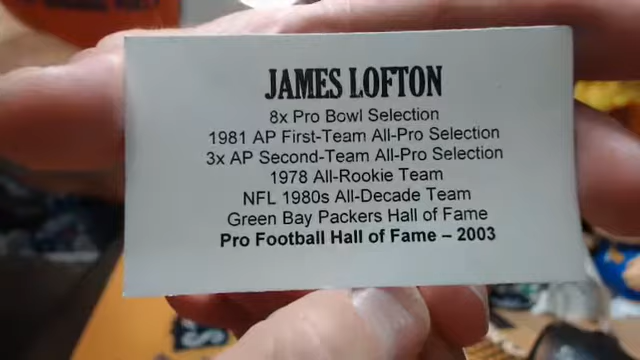 JAMES LOFTON
8x Pro Bowl Selection
1981 AP First-Team All-Pro Selection
3x AP Second-Team All-Pro Selection
1978 All-Rookie Team
NFL 1980s All-Decade Team
Green Bay Packers Hall of Fame
Pro Football Hall of Fame – 2003